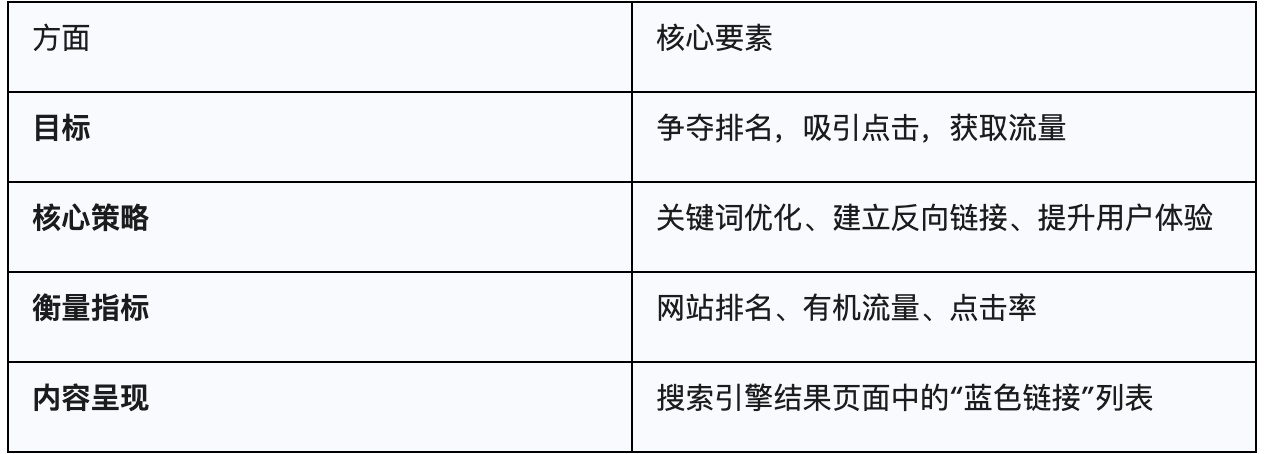 方面 核心要素
目标 争夺排名，吸引点击，获取流量
核心策略 关键词优化、建立反向链接、提升用户体验
衡量指标 网站排名、有机流量、点击率
内容呈现 搜索引擎结果页面中的“蓝色链接”列表